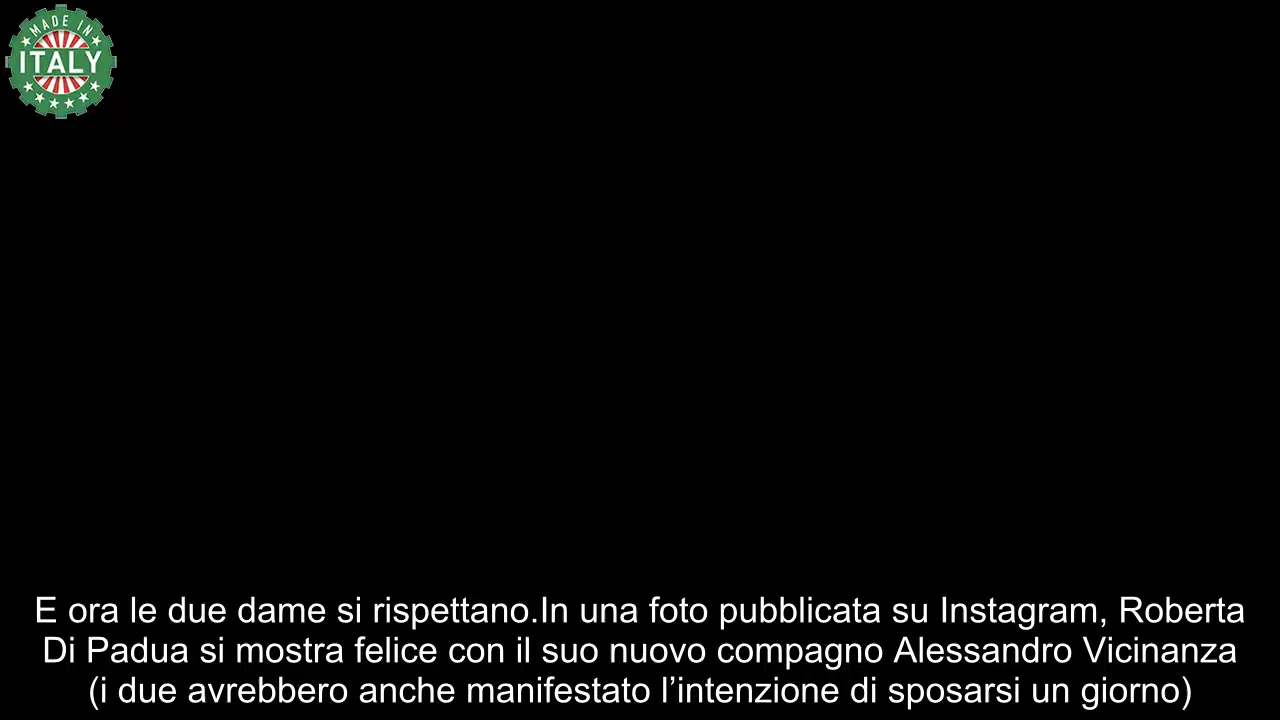 MADE IN
ITALY
E ora le due dame si rispettano.In una foto pubblicata su Instagram, Roberta
Di Padua si mostra felice con il suo nuovo compagno Alessandro Vicinanza
(i due avrebbero anche manifestato l’intenzione di sposarsi un giorno)